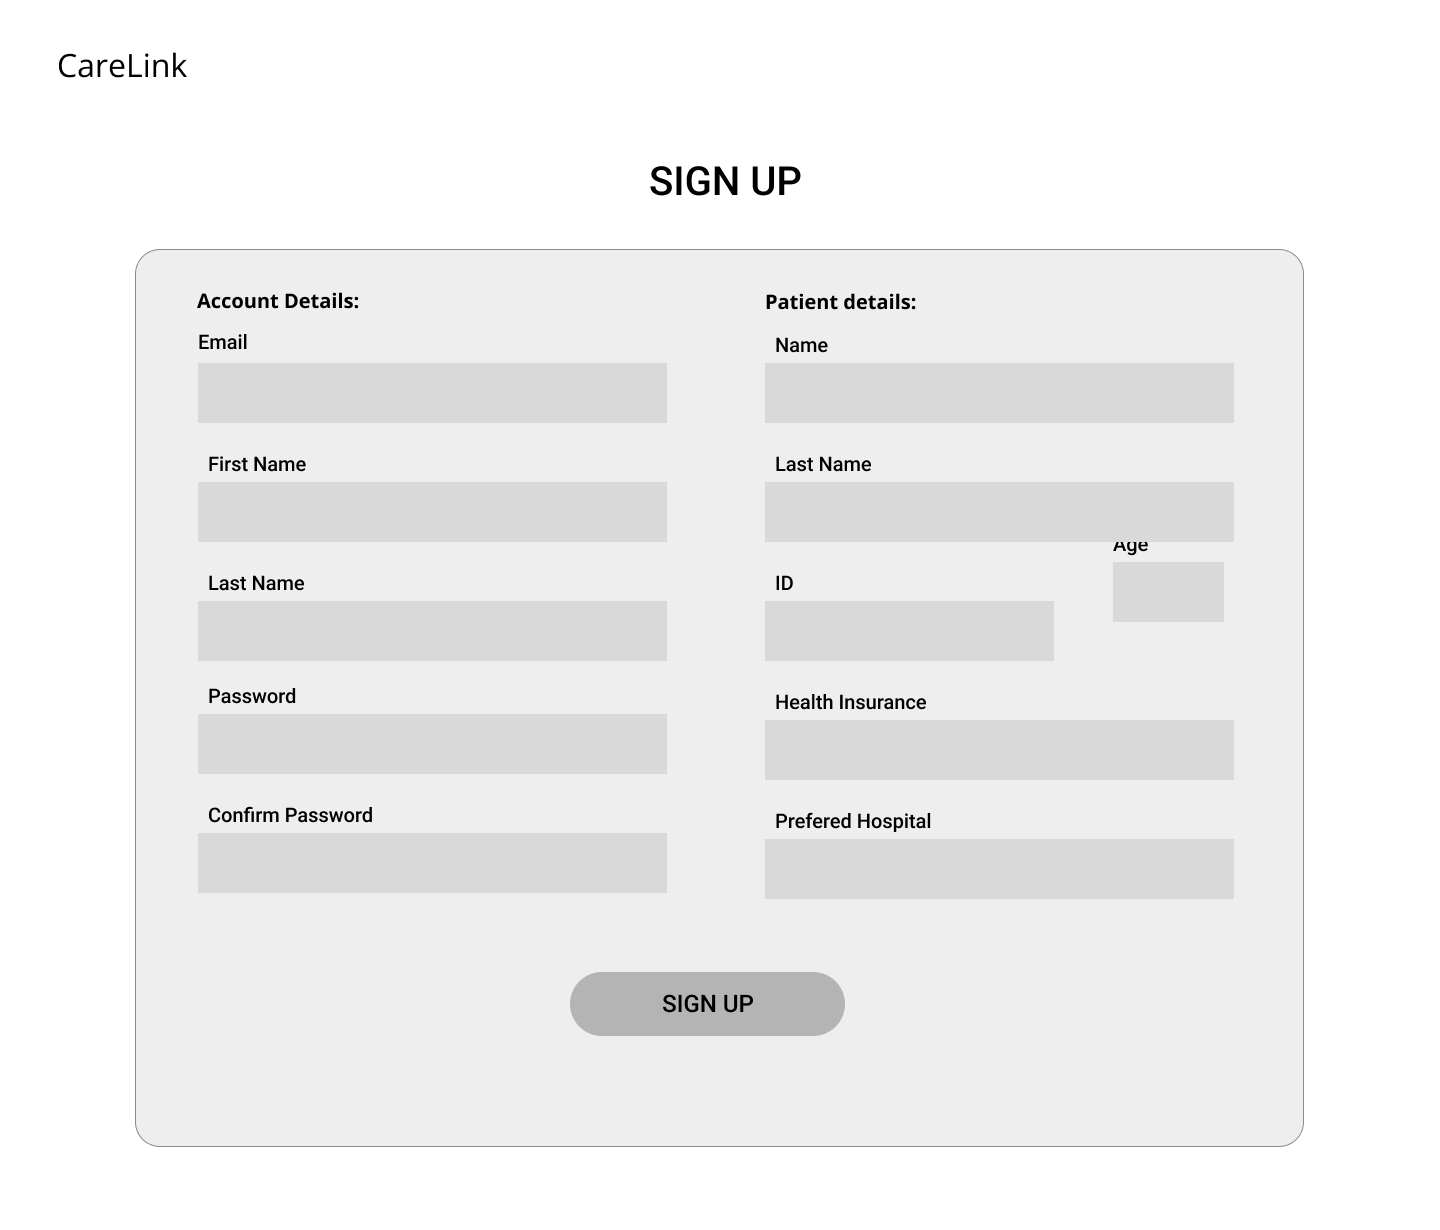 CareLink
SIGN UP
Account Details:
Email
First Name
Last Name
Password
Confirm Password
Patient details:
Name
Last Name
Age
ID
Health Insurance
Prefered Hospital
SIGN UP